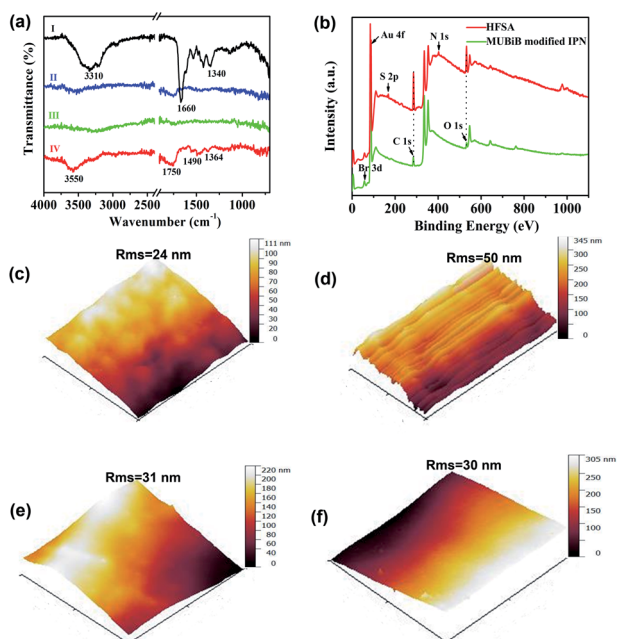 (a)
I
II
III
IV
3310
1660
1340
3550
1750
1490
1364
Transmittance (%)
4000 3500 3000 2500 1500 1000
Wavenumber (cm⁻¹)
(b)
HFSA
MUBiB modified IPN
Au 4f
S 2p
N 1s
C 1s
O 1s
Br 3d
Intensity (a.u.)
0 200 400 600 800 1000
Binding Energy (eV)
(c)
Rms=24 nm
111 nm
100
90
80
70
60
50
40
30
20
10
0
(d)
Rms=50 nm
345 nm
300
250
200
150
100
0
(e)
Rms=31 nm
220 nm
200
180
160
140
120
100
80
60
40
0
(f)
Rms=30 nm
305 nm
250
200
150
100
50
0